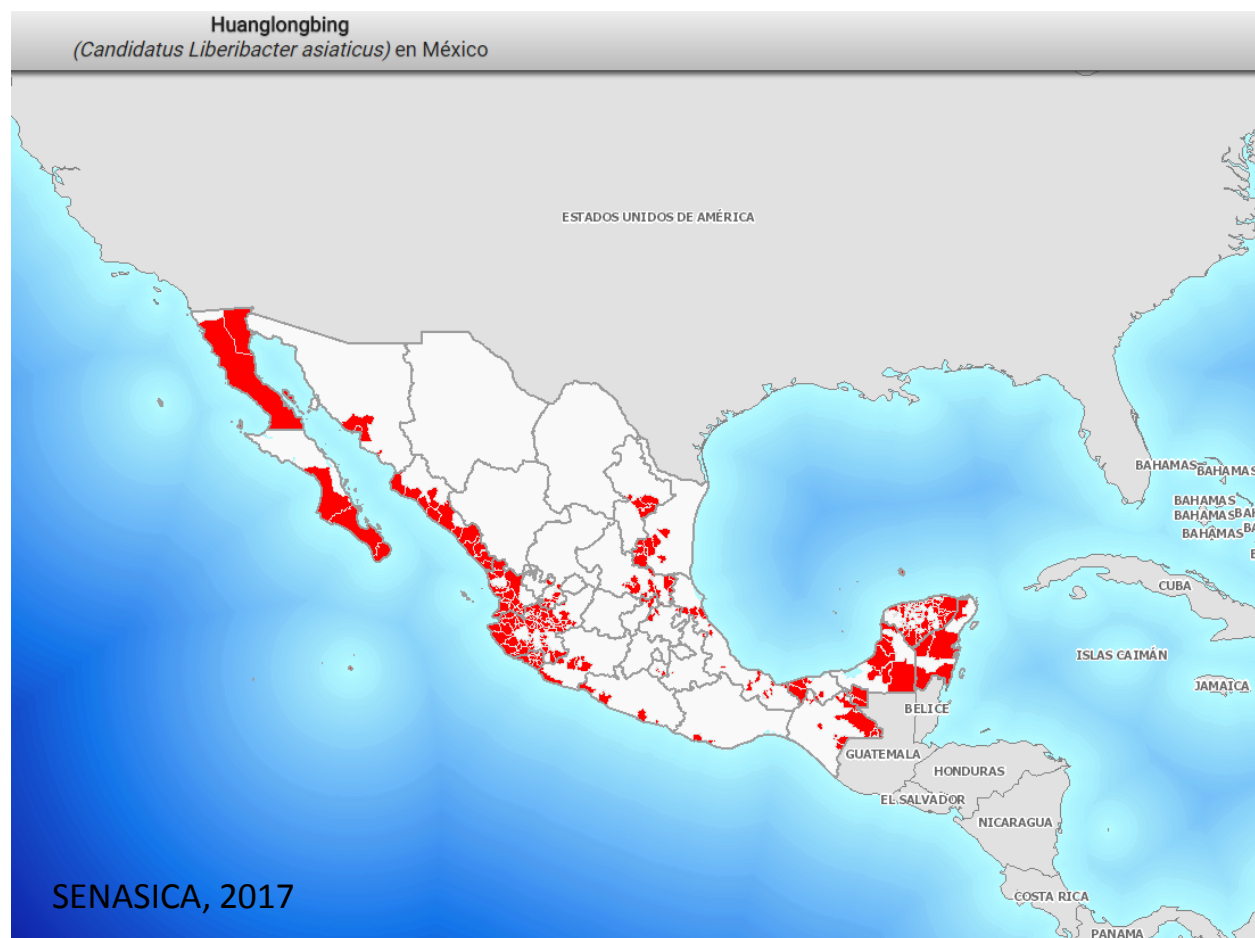 Huanglongbing
(Candidatus Liberibacter asiaticus) en México
ESTADOS UNIDOS DE AMÉRICA
BAHAMAS
BAHAMAS
BAHAMAS
BAHAMAS
BAHAMAS
CUBA
ISLAS CAIMÁN
JAMAICA
BELICE
GUATEMALA
HONDURAS
EL SALVADOR
NICARAGUA
SENASICA, 2017
COSTA RICA
PANAMA